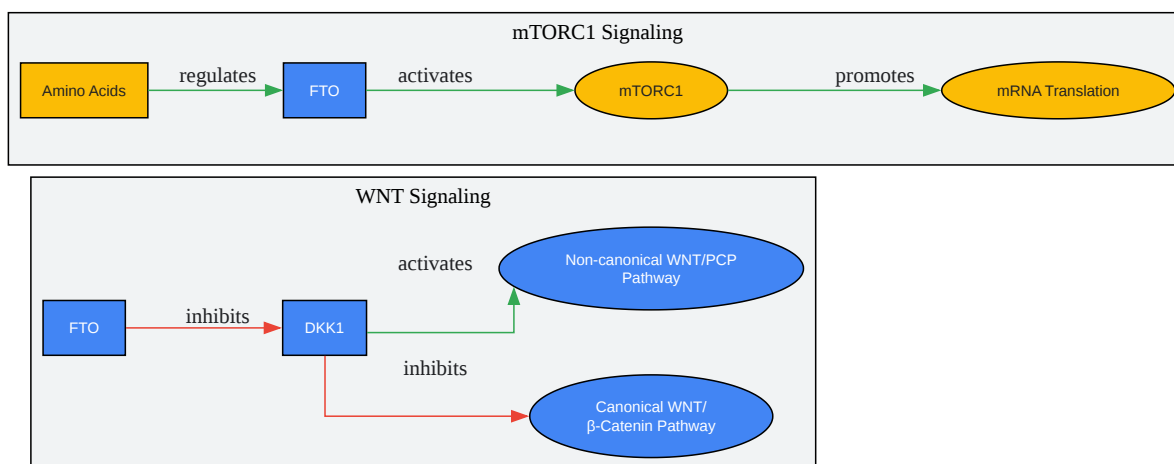 mTORC1 Signaling
Amino Acids
regulates
FTO
activates
mTORC1
promotes
mRNA Translation
WNT Signaling
FTO
inhibits
DKK1
activates
Non-canonical WNT/PCP
Pathway
inhibits
Canonical WNT/
β-Catenin Pathway